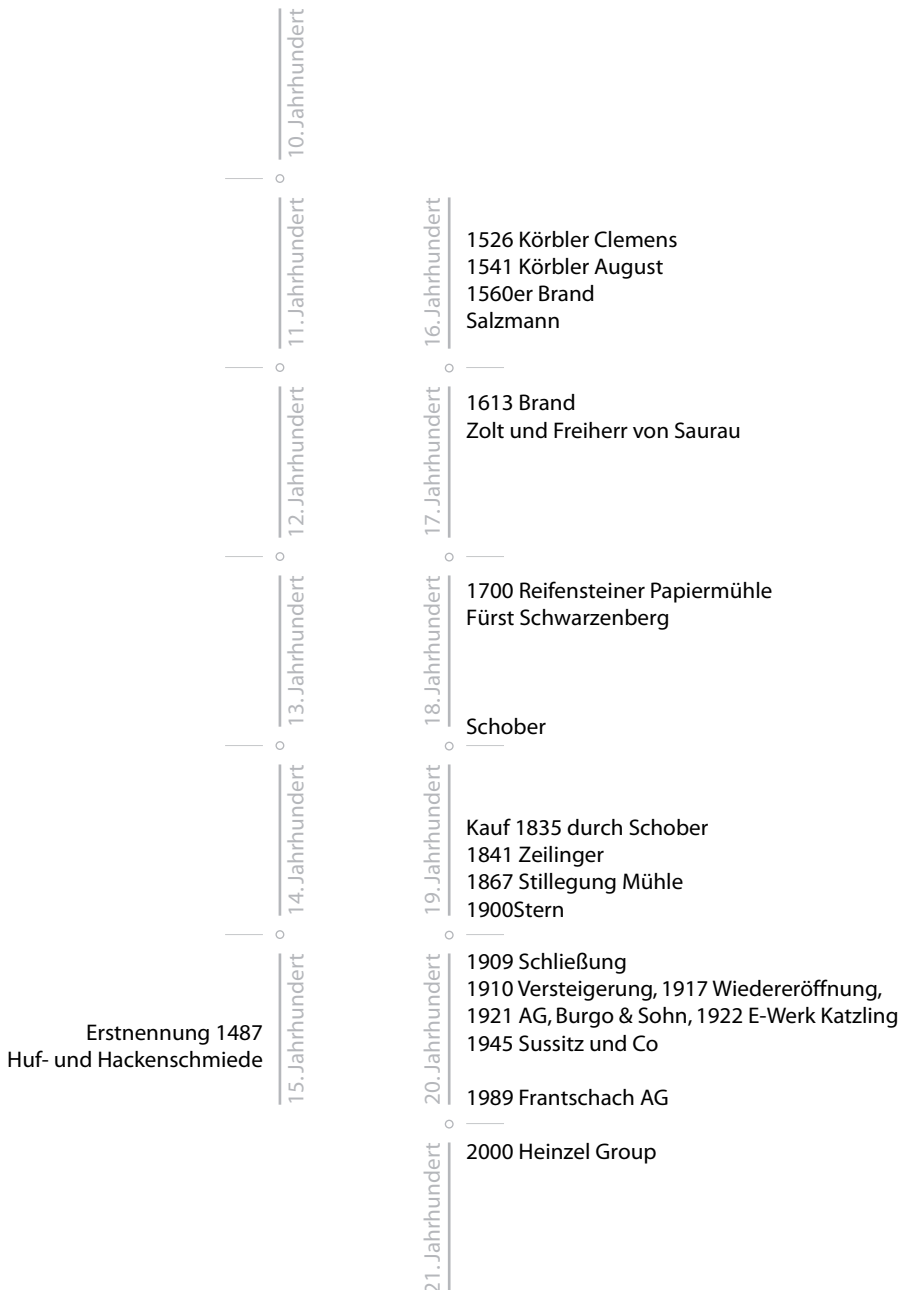 10. Jahrhundert
11. Jahrhundert
12. Jahrhundert
13. Jahrhundert
14. Jahrhundert
15. Jahrhundert
Erstnennung 1487
Huf- und Hackenschmiede
16. Jahrhundert
1526 Körbler Clemens
1541 Körbler August
1560er Brand
Salzmann
17. Jahrhundert
1613 Brand
Zolt und Freiherr von Saurau
18. Jahrhundert
1700 Reifensteiner Papiermühle
Fürst Schwarzenberg
Schober
19. Jahrhundert
Kauf 1835 durch Schober
1841 Zeilinger
1867 Stillegung Mühle
1900Stern
20. Jahrhundert
1909 Schließung
1910 Versteigerung, 1917 Wiedereröffnung,
1921 AG, Burgo & Sohn, 1922 E-Werk Katzling
1945 Sussitz und Co
1989 Frantschach AG
21. Jahrhundert
2000 Heinzel Group